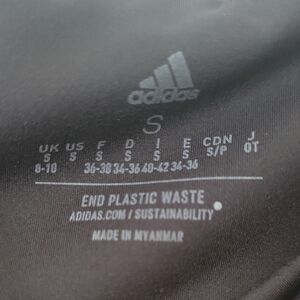 adidas
S
UK US F D I E CDN J
S S S S S S S/P OT
8-10 36-38 34-36 40-42 34-36
END PLASTIC WASTE
ADIDAS.COM / SUSTAINABILITY
MADE IN MYANMAR